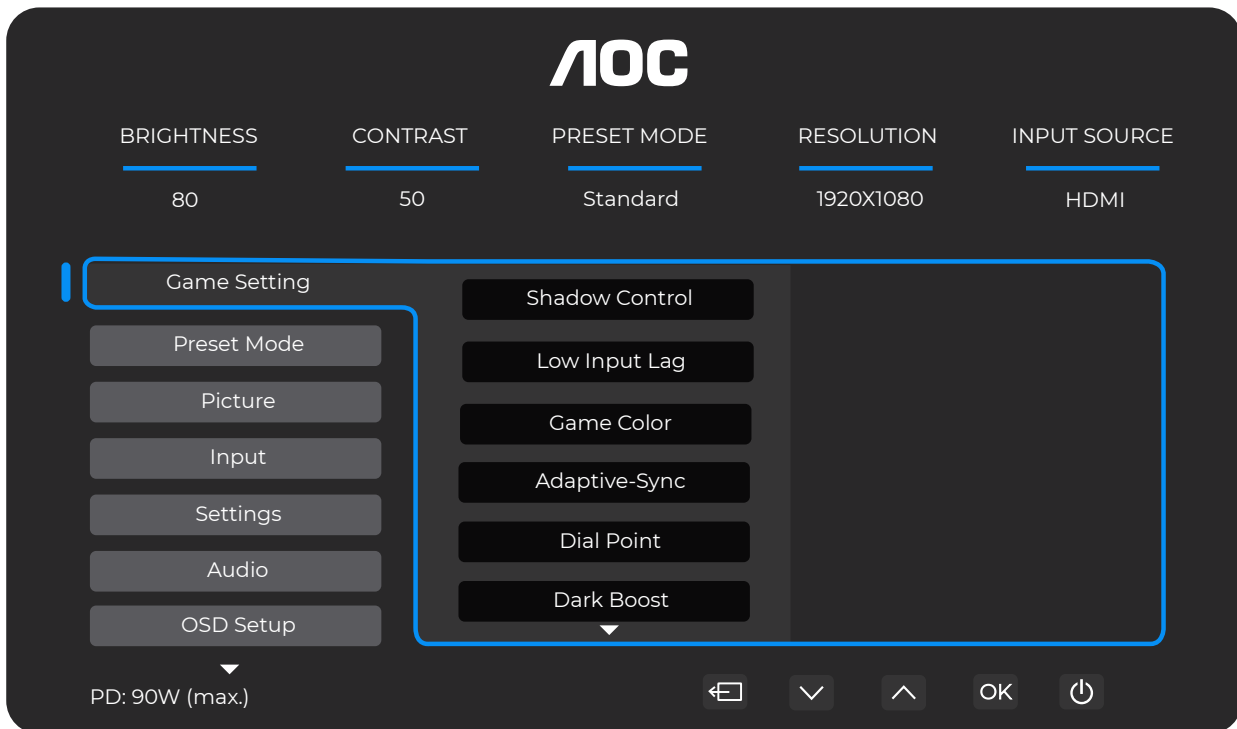 AOC
BRIGHTNESS CONTRAST PRESET MODE RESOLUTION INPUT SOURCE
80 50 Standard 1920X1080 HDMI
Game Setting
Preset Mode
Picture
Input
Settings
Audio
OSD Setup
Shadow Control
Low Input Lag
Game Color
Adaptive-Sync
Dial Point
Dark Boost
PD: 90W (max.)
OK